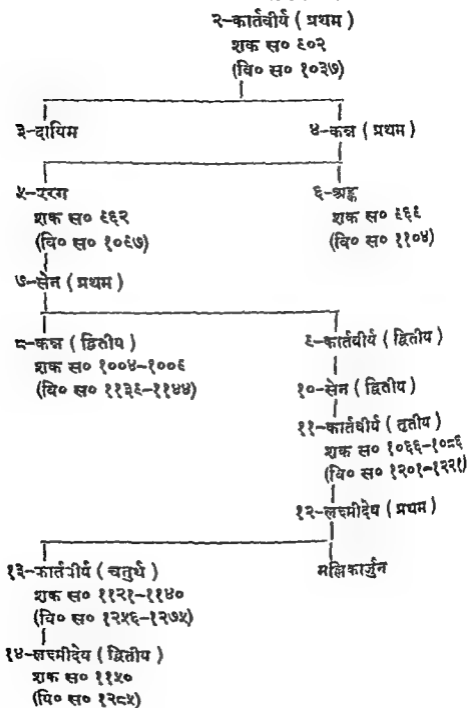 २-कार्तवीर्य ( प्रथम )
शक स० ९०२
(वि० स० १०३७)
३-दायिम ४-कन्न ( प्रथम )
५-एरग ६-अङ्क
शक स० ९६२ शक स० ९६९
(वि० स० १०९७) (वि० स० ११०४)
७-सेन ( प्रथम )
८-कन्न ( द्वितीय ) ९-कार्तवीर्य ( द्वितीय )
शक स० १००४-१००९
(वि० स० ११३९-११४४) १०-सेन ( द्वितीय )
११-कार्तवीर्य ( तृतीय )
शक स० १०६६-१०८६
(वि० स० १२०१-१२२१)
१२-लक्ष्मीदेव ( प्रथम )
१३-कार्तवीर्य ( चतुर्थ ) मल्लिकार्जुन
शक स० ११२१-११४०
(वि० स० १२५६-१२७५)
१४-लक्ष्मीदेव ( द्वितीय )
शक स० ११५०
(वि० स० १२८५)